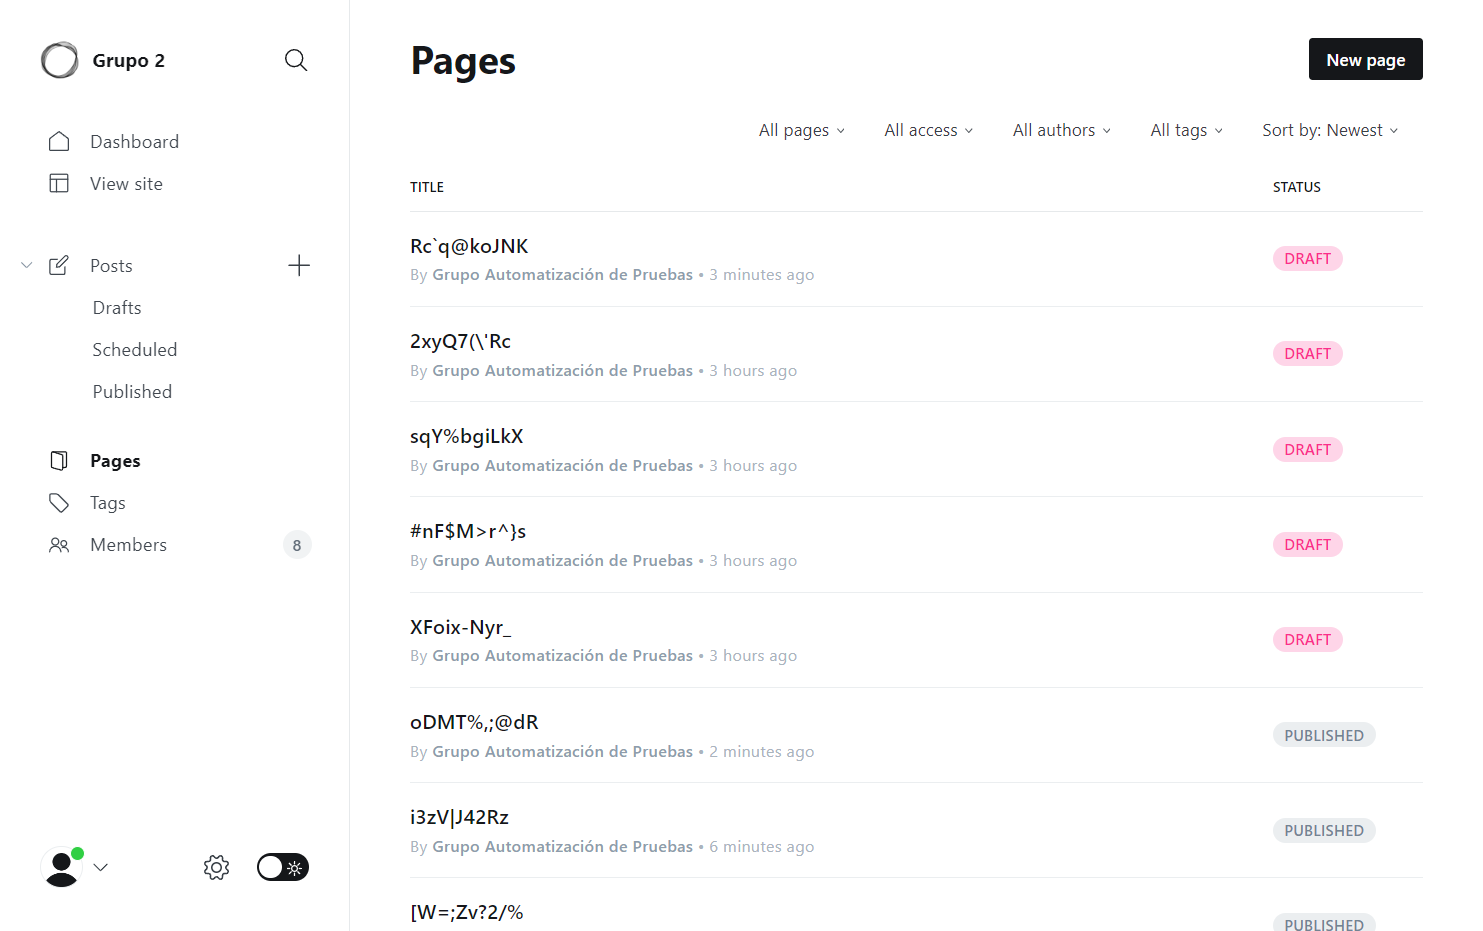 Grupo 2
Dashboard
View site
Posts
Drafts
Scheduled
Published
Pages
Tags
Members 8
Pages
New page
All pages All access All authors All tags Sort by: Newest
TITLE STATUS
Rc`q@koJNK
By Grupo Automatización de Pruebas • 3 minutes ago
DRAFT
2xyQ7(\'Rc
By Grupo Automatización de Pruebas • 3 hours ago
DRAFT
sqY%bgiLkX
By Grupo Automatización de Pruebas • 3 hours ago
DRAFT
#nF$M>r^}s
By Grupo Automatización de Pruebas • 3 hours ago
DRAFT
XFoix-Nyr_
By Grupo Automatización de Pruebas • 3 hours ago
DRAFT
oDMT%,;@dR
By Grupo Automatización de Pruebas • 2 minutes ago
PUBLISHED
i3zV|J42Rz
By Grupo Automatización de Pruebas • 6 minutes ago
PUBLISHED
[W=;Zv?2/%
PUBLISHED